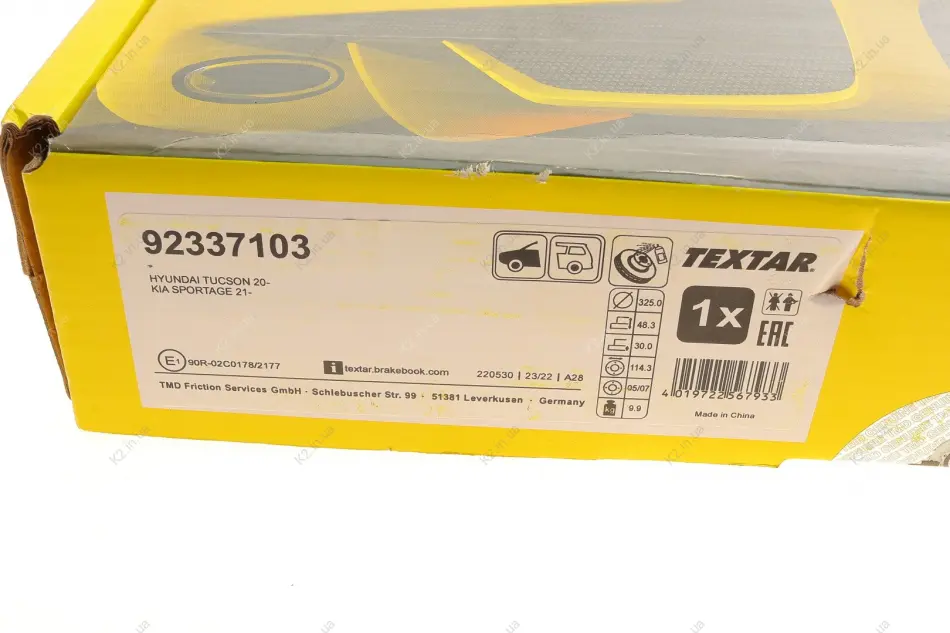 92337103
*
HYUNDAI TUCSON 20-
KIA SPORTAGE 21-
TEXTAR
1x
EAC
325.0
48.3
30.0
114.3
05/07
kg 9.9
E1 90R-02C0178/2177
i textar.brakebook.com
220530 | 23/22 | A28
TMD Friction Services GmbH · Schlebuscher Str. 99 · 51381 Leverkusen · Germany
4 019722 567933
Made in China
K2.in.ua